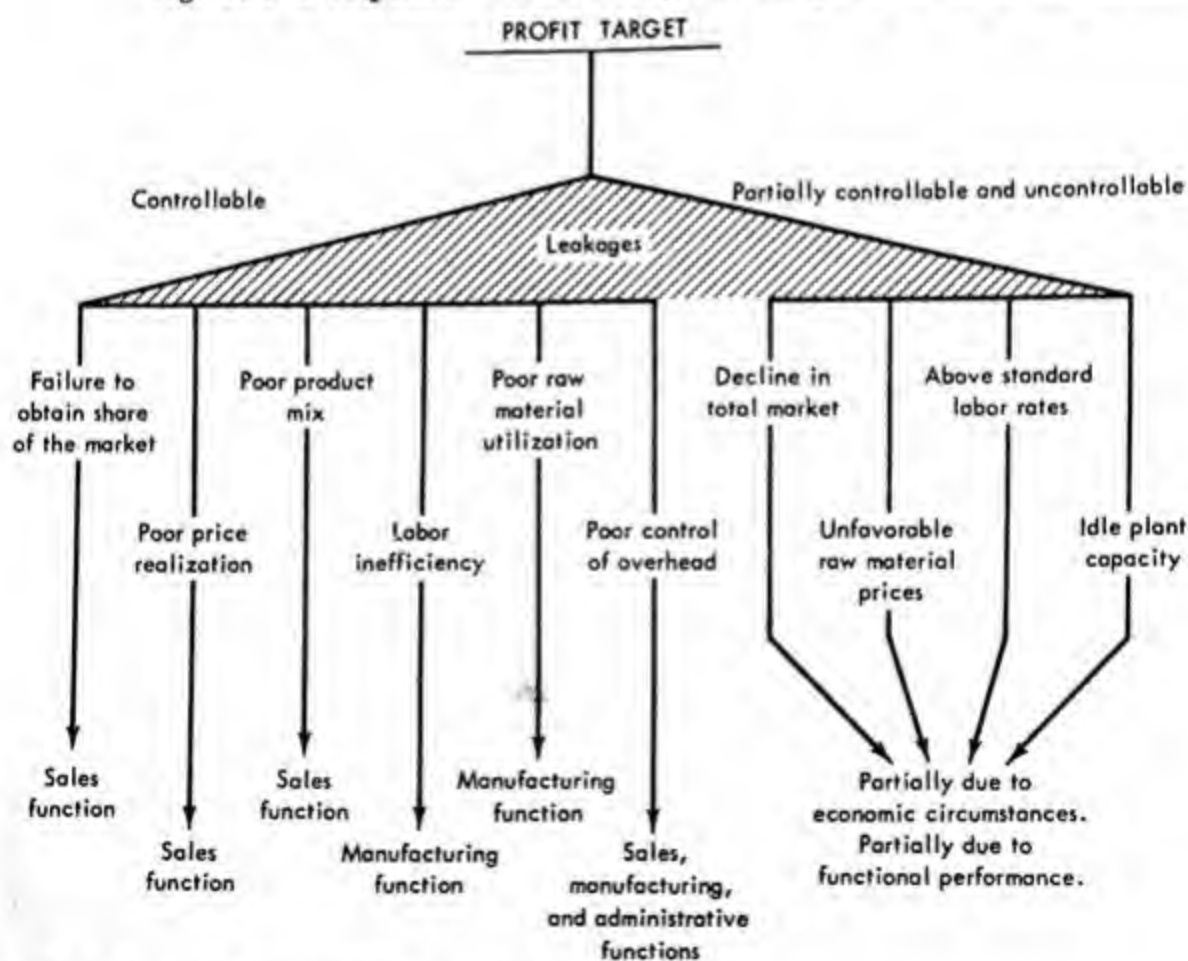 PROFIT TARGET
Controllable
Partially controllable and uncontrollable
Leakages
Failure to
obtain share
of the market
Poor price
realization
Poor product
mix
Labor
inefficiency
Poor raw
material
utilization
Poor control
of overhead
Decline in
total market
Unfavorable
raw material
prices
Above standard
labor rates
Idle plant
capacity
Sales
function
Sales
function
Sales
function
Manufacturing
function
Manufacturing
function
Sales,
manufacturing,
and administrative
functions
Partially due to
economic circumstances.
Partially due to
functional performance.